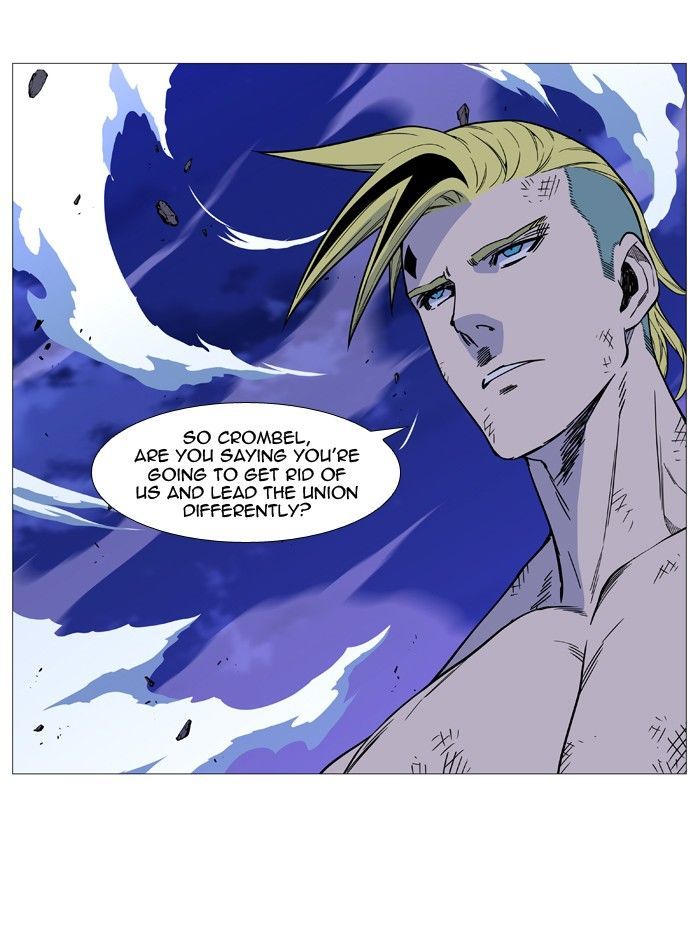 SO CROMBEL,
ARE YOU SAYING YOU'RE
GOING TO GET RID OF
US AND LEAD THE UNION
DIFFERENTLY?